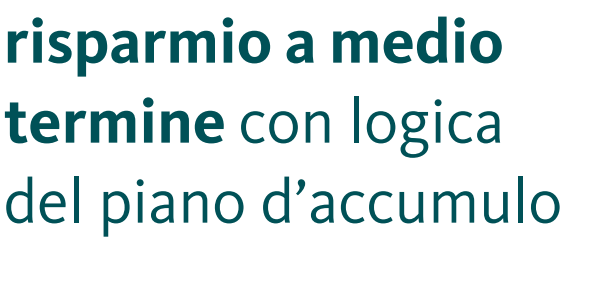 risparmio a medio
termine con logica
del piano d’accumulo